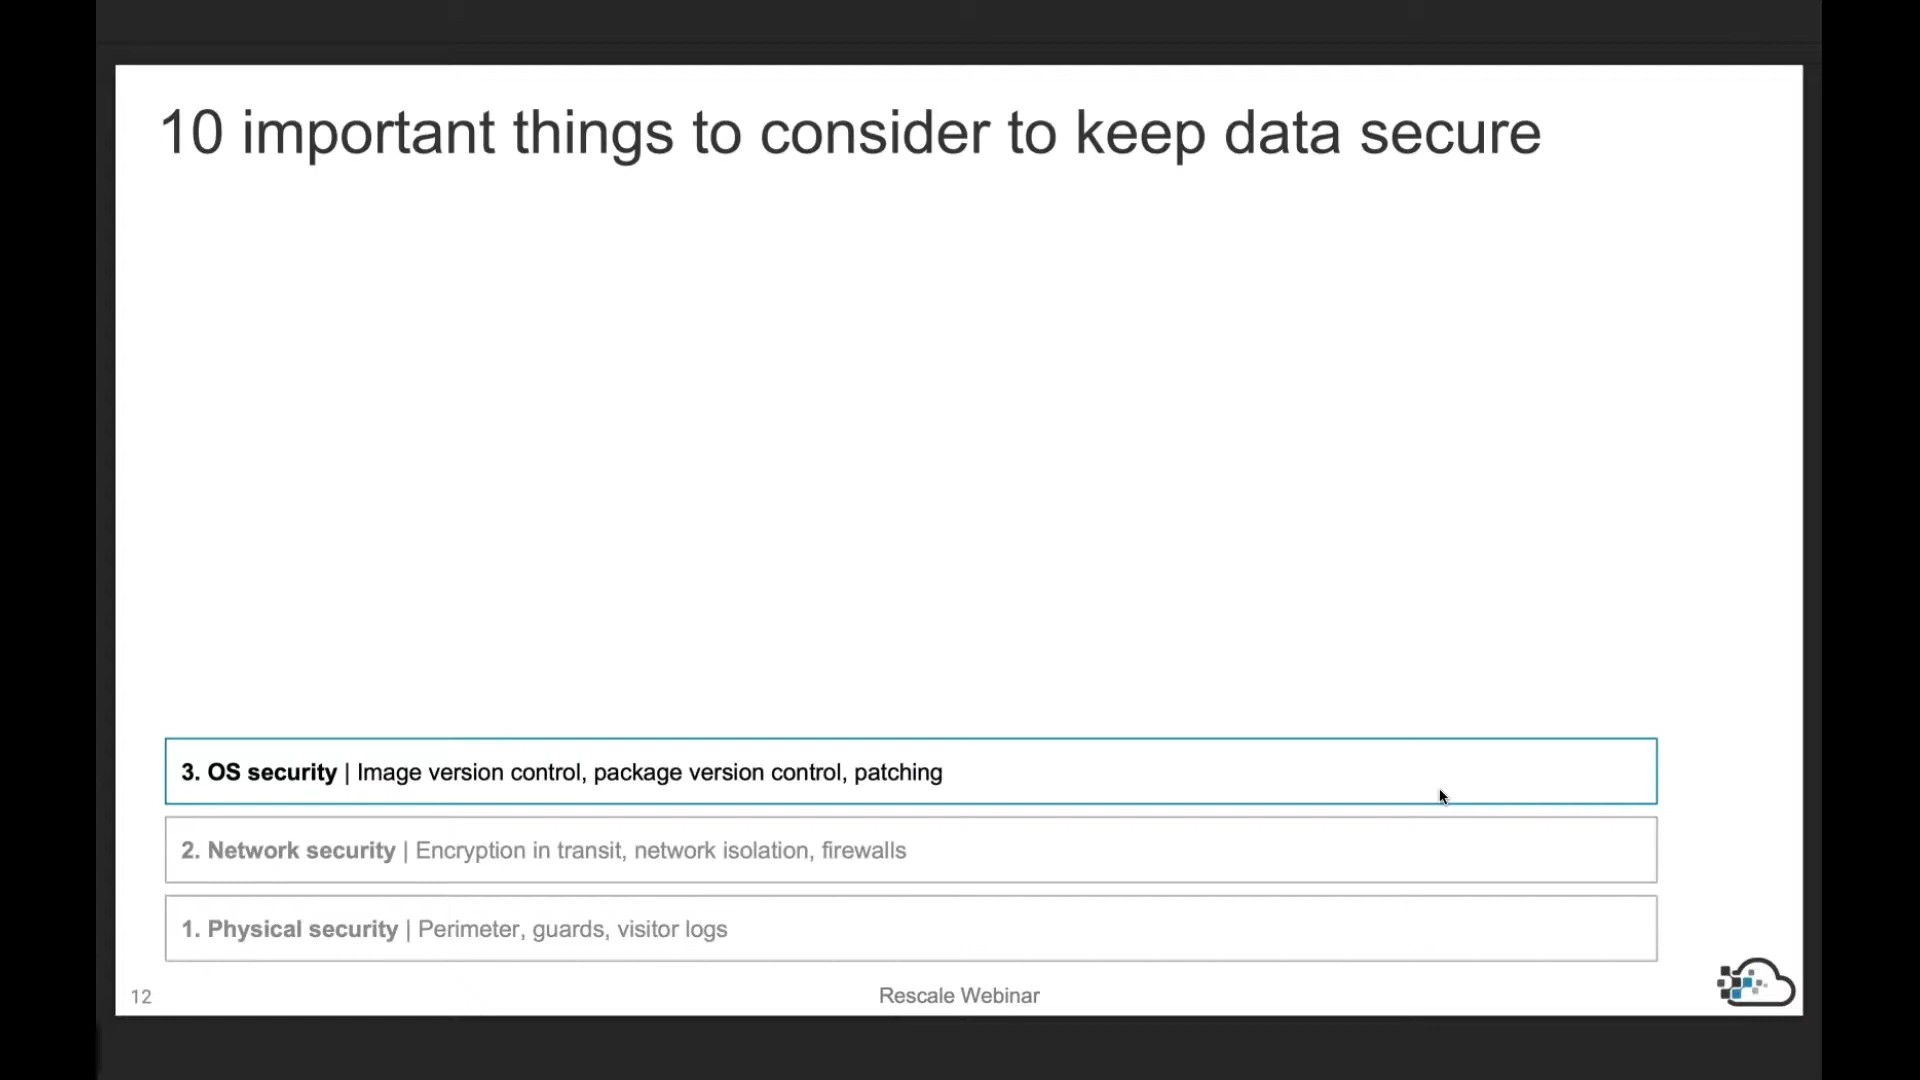 10 important things to consider to keep data secure
3. OS security | Image version control, package version control, patching
2. Network security | Encryption in transit, network isolation, firewalls
1. Physical security | Perimeter, guards, visitor logs
12
Rescale Webinar